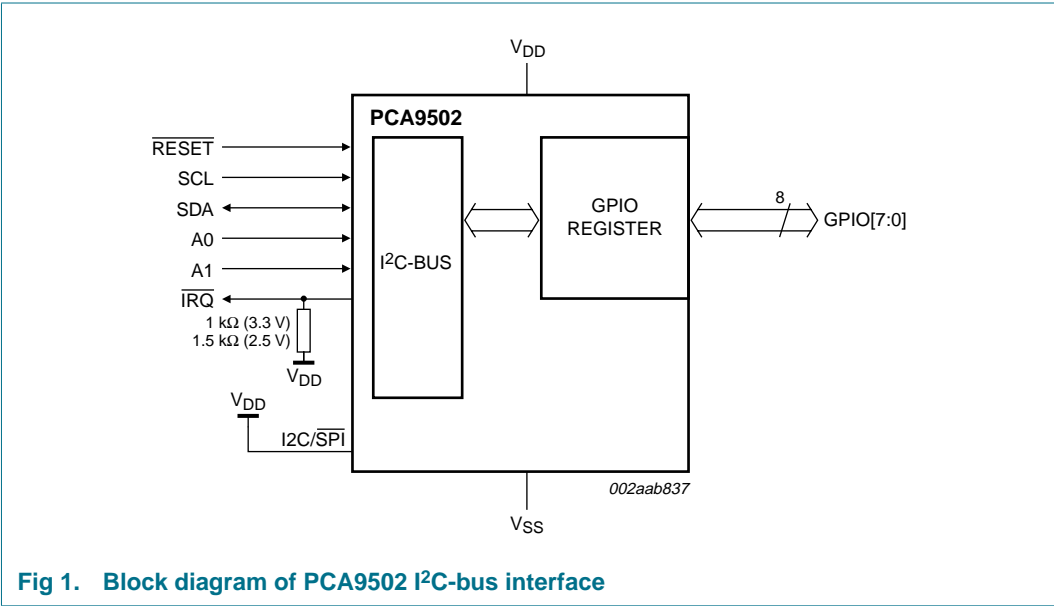 VDD
PCA9502
RESET
SCL
SDA
A0
A1
IRQ
1 kΩ (3.3 V)
1.5 kΩ (2.5 V)
VDD
VDD
I2C/SPI
I2C-BUS
GPIO
REGISTER
8
GPIO[7:0]
002aab837
VSS
Fig 1. Block diagram of PCA9502 I2C-bus interface